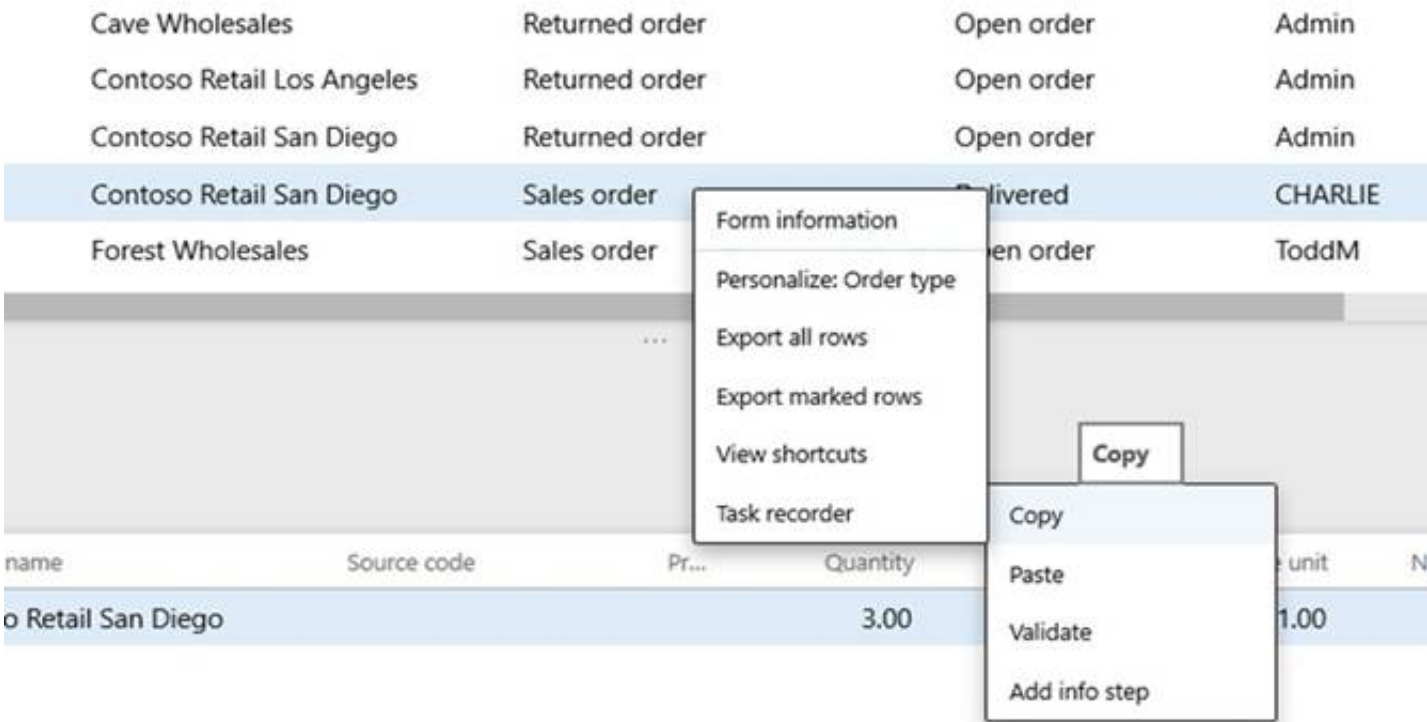 Cave Wholesales Returned order Open order Admin
Contoso Retail Los Angeles Returned order Open order Admin
Contoso Retail San Diego Returned order Open order Admin
Contoso Retail San Diego Sales order livered CHARLIE
Form information
Forest Wholesales Sales order en order ToddM
Personalize: Order type
...
Export all rows
Export marked rows
View shortcuts
Copy
Task recorder
Copy
name Source code Pr... Quantity unit N
Paste
o Retail San Diego 3.00 1.00
Validate
Add info step